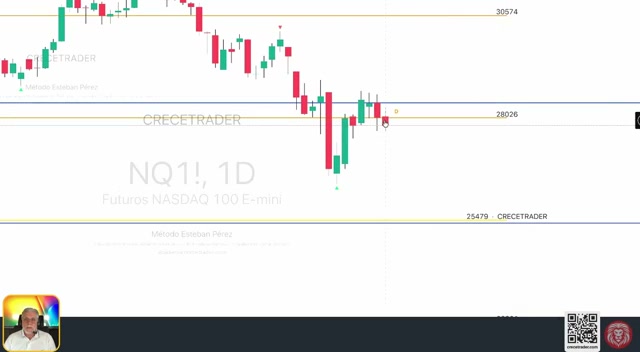 30574
CRECETRADER
Método Esteban Pérez
CRECETRADER
28026
D
NQ1!, 1D
Futuros NASDAQ 100 E-mini
25479 · CRECETRADER
Método Esteban Pérez
crecetrader.com